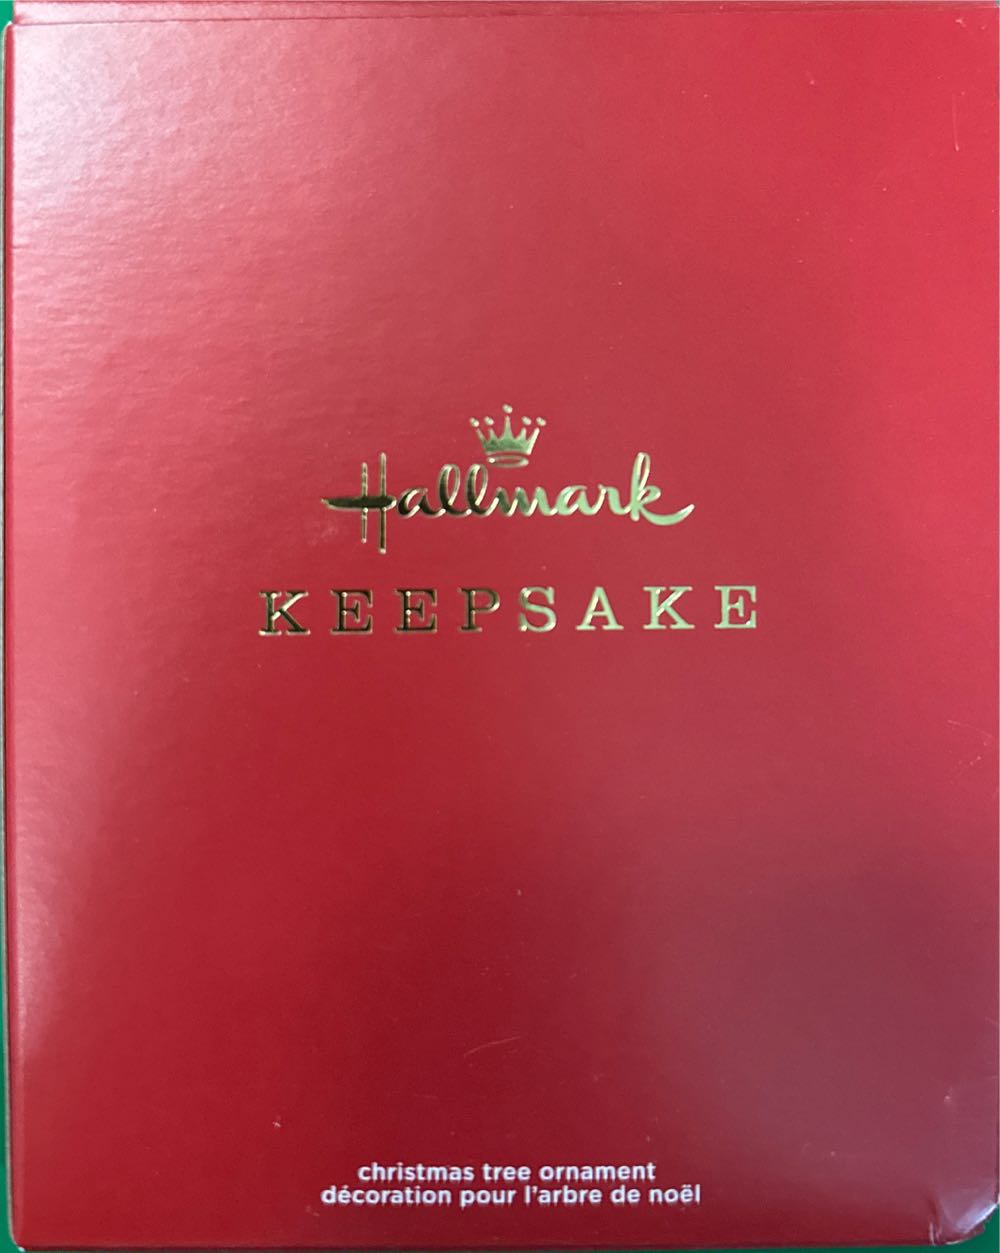 Hallmark
KEEPSAKE
christmas tree ornament
décoration pour l'arbre de noël